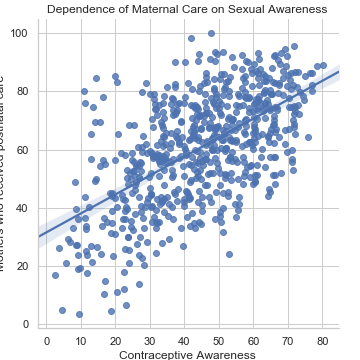 Dependence of Maternal Care on Sexual Awareness
100
80
60
40
20
0
who received postnatal care
0 10 20 30 40 50 60 70 80
Contraceptive Awareness